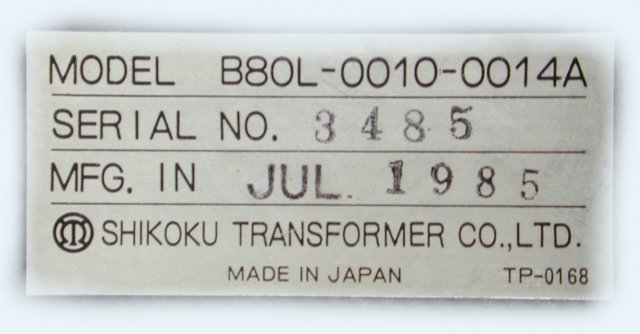 MODEL B80L-0010-0014A
SERIAL NO. 3485
MFG. IN JUL. 1985
SHIKOKU TRANSFORMER CO.,LTD.
MADE IN JAPAN TP-0168